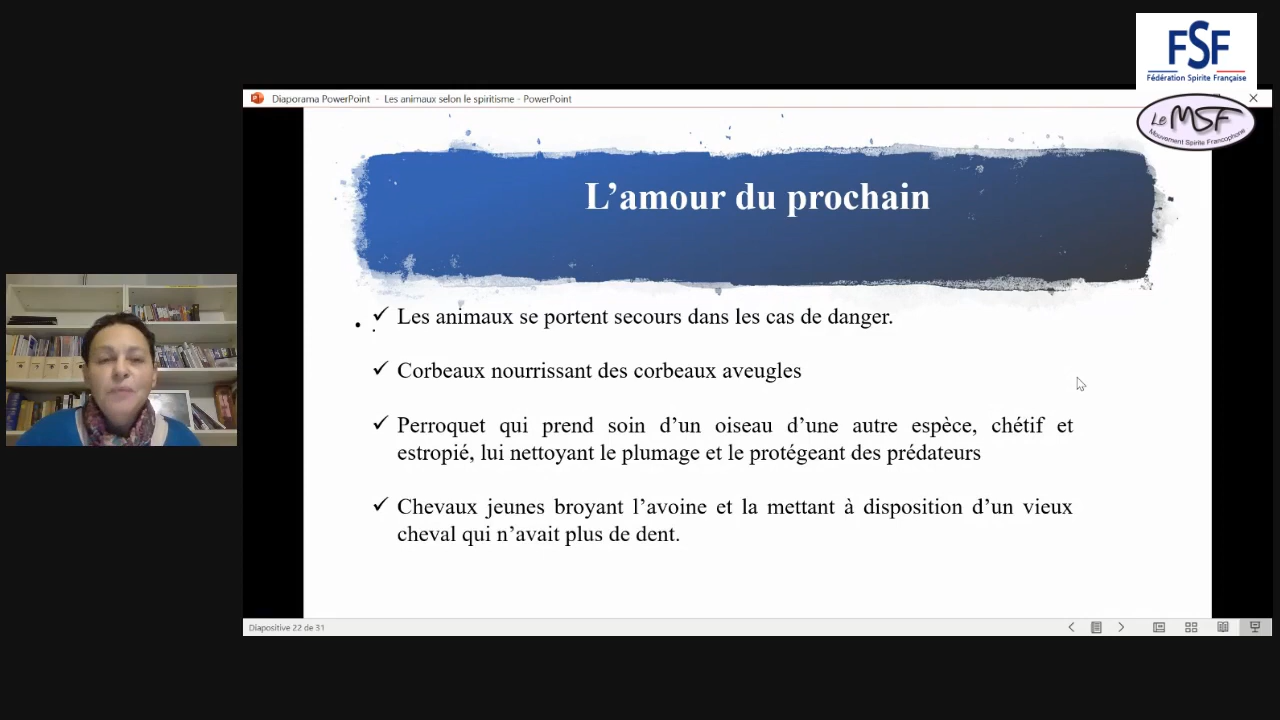 FSF
Fédération Spirite Française
Le MSF
Mouvement Spirite Francophone
Diaporama PowerPoint - Les animaux selon le spiritisme - PowerPoint
L’amour du prochain
• ✓ Les animaux se portent secours dans les cas de danger.
✓ Corbeaux nourrissant des corbeaux aveugles
✓ Perroquet qui prend soin d’un oiseau d’une autre espèce, chétif et
estropié, lui nettoyant le plumage et le protégeant des prédateurs
✓ Chevaux jeunes broyant l’avoine et la mettant à disposition d’un vieux
cheval qui n’avait plus de dent.
Diapositive 22 de 31